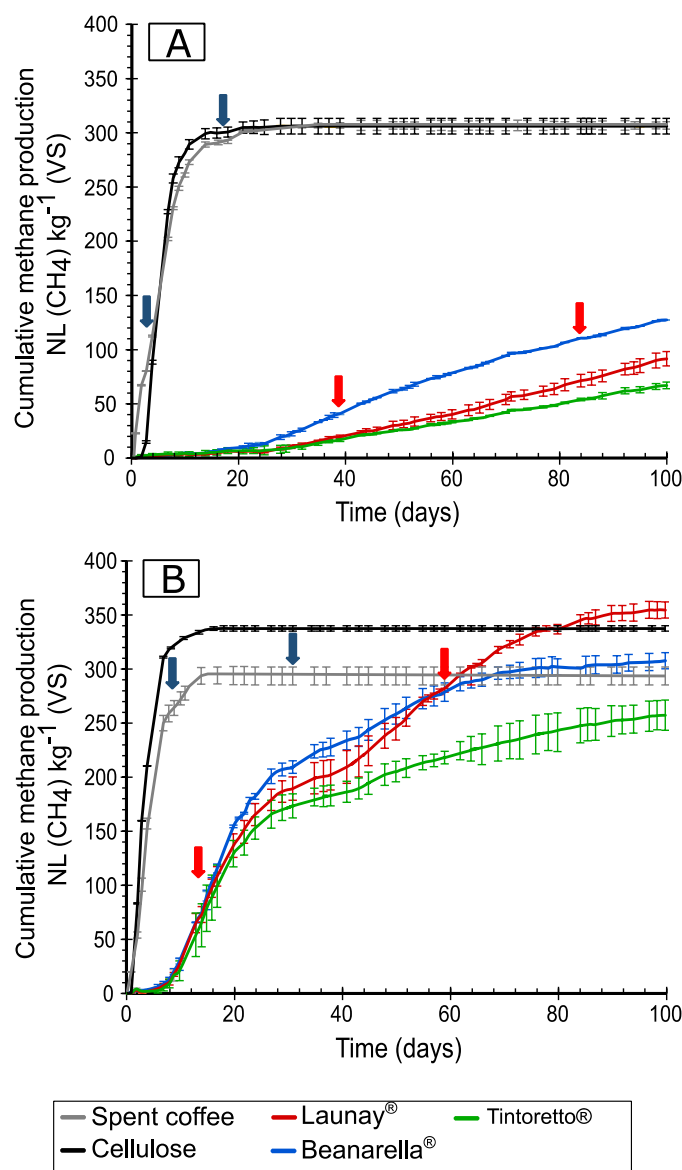 A
Cumulative methane production
NL (CH4) kg⁻¹ (VS)
400
350
300
250
200
150
100
50
0
0 20 40 60 80 100
Time (days)
B
Cumulative methane production
NL (CH4) kg⁻¹ (VS)
400
350
300
250
200
150
100
50
0
0 20 40 60 80 100
Time (days)
Spent coffee Launay® Tintoretto®
Cellulose Beanarella®